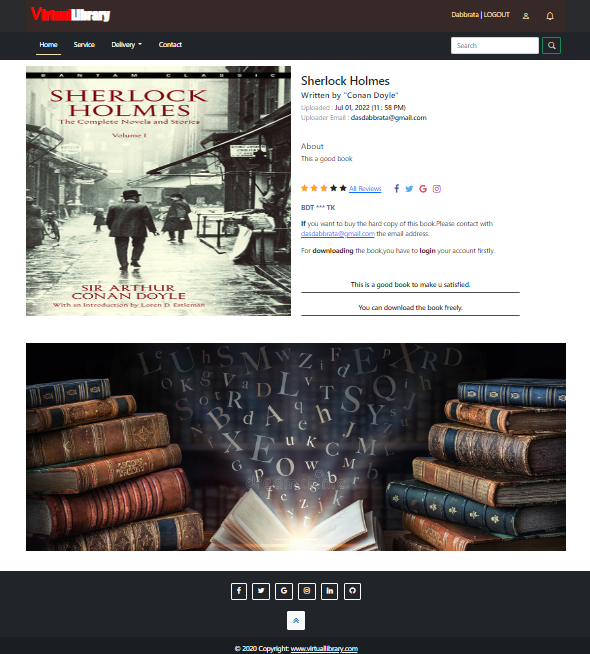 VirtualLibrary
Dabbrata | LOGOUT
Home Service Delivery Contact Search
BANTAM CLASSIC
SHERLOCK
HOLMES
The Complete Novels and Stories
Volume I
SIR ARTHUR
CONAN DOYLE
With an Introduction by Loren D. Estleman
Sherlock Holmes
Written by "Conan Doyle"
Uploaded : Jul 01, 2022 (11 : 58 PM)
Uploader Email : dasdabbrata@gmail.com
About
This a good book
All Reviews
BDT *** TK
If you want to buy the hard copy of this book.Please contact with
dasdabbrata@gmail.com the email address.
For downloading the book,you have to login your account firstly.
This is a good book to make u satisfied.
You can download the book freely.
© 2020 Copyright: www.virtuallibrary.com